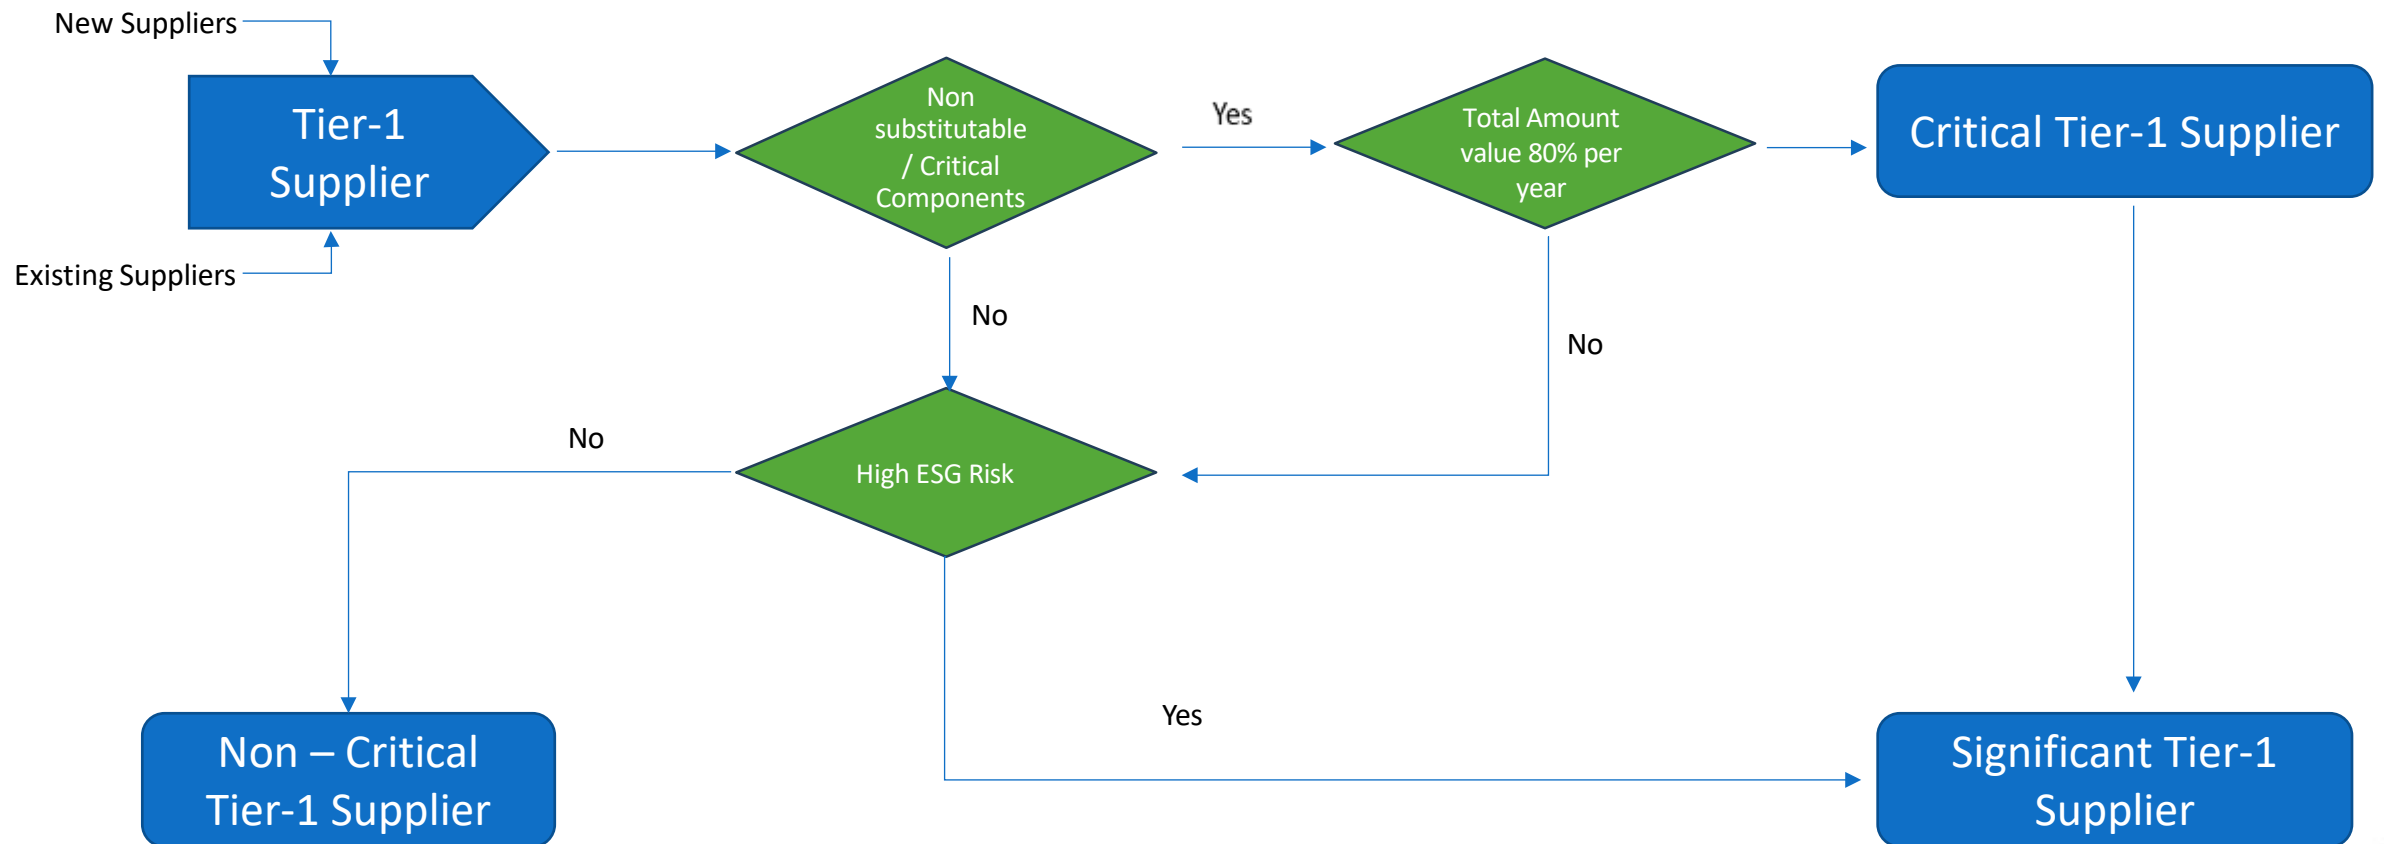 New Suppliers
Tier-1
Supplier
Existing Suppliers
Non
substitutable
/ Critical
Components
Yes
Total Amount
value 80% per
year
Critical Tier-1 Supplier
No
No
High ESG Risk
No
Yes
Non – Critical
Tier-1 Supplier
Significant Tier-1
Supplier